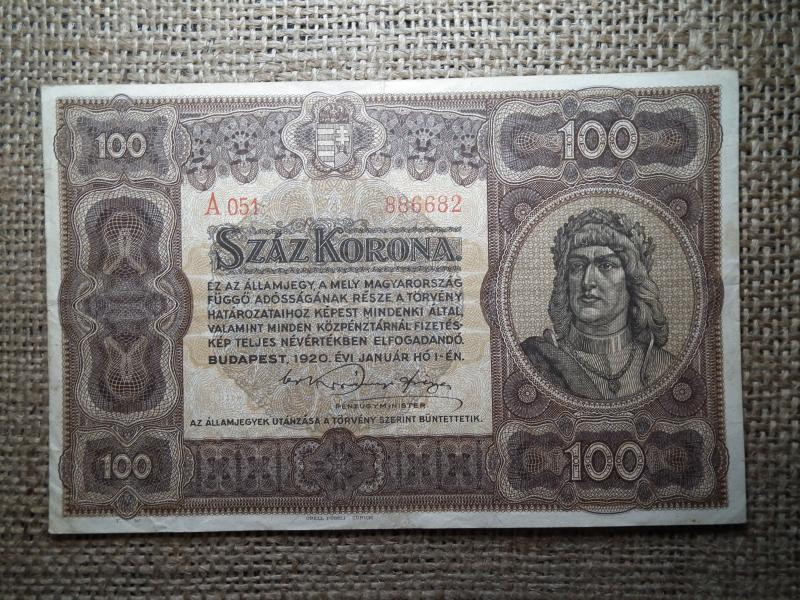 100
100
A 051
886682
SZÁZ KORONA.
EZ AZ ÁLLAMJEGY, A MELY MAGYARORSZÁG
FÜGGŐ ADÓSSÁGÁNAK RÉSZE, A TÖRVÉNY
HATÁROZATAIHOZ KÉPEST MINDENKI ÁLTAL,
VALAMINT MINDEN KÖZPÉNZTÁRNÁL FIZETÉS-
KÉP TELJES NÉVÉRTÉKBEN ELFOGADANDÓ.
BUDAPEST, 1920. ÉVI JANUÁR HÓ 1-ÉN.
PÉNZÜGYMINISTER
AZ ÁLLAMJEGYEK UTÁNZÁSA A TÖRVÉNY SZERINT BÜNTETTETIK.
100
100
ORELL FÜSSLI ZÜRICH